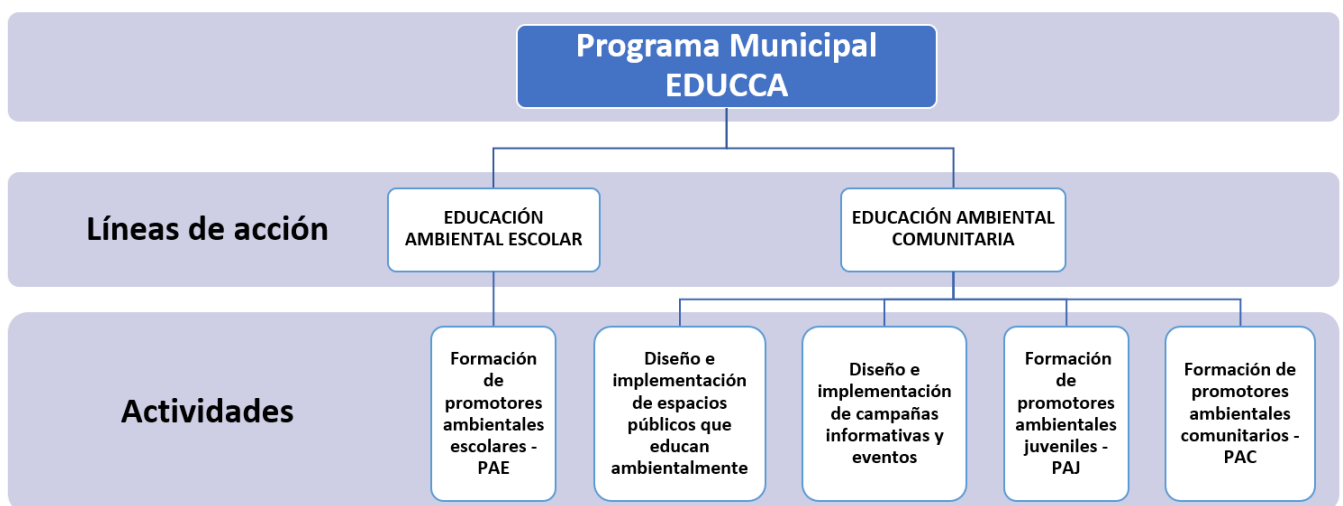 Programa Municipal
EDUCCA
Líneas de acción
EDUCACIÓN
AMBIENTAL ESCOLAR
EDUCACIÓN AMBIENTAL
COMUNITARIA
Actividades
Formación
de
promotores
ambientales
escolares -
PAE
Diseño e
implementación
de espacios
públicos que
educan
ambientalmente
Diseño e
implementación
de campañas
informativas y
eventos
Formación
de
promotores
ambientales
juveniles - PAJ
Formación de
promotores
ambientales
comunitarios -
PAC